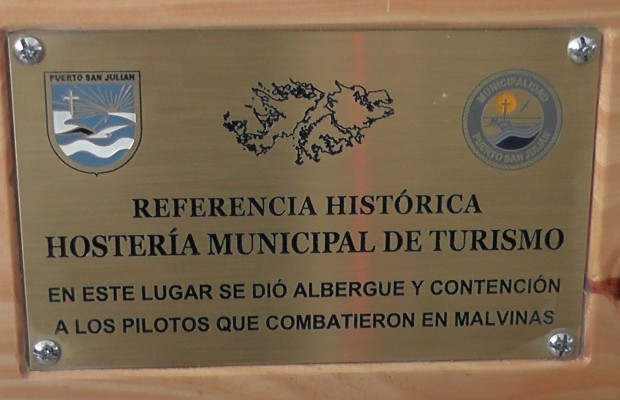 PUERTO SAN JULIAN
MUNICIPALIDAD
PUERTO SAN JULIÁN
REFERENCIA HISTÓRICA
HOSTERÍA MUNICIPAL DE TURISMO
EN ESTE LUGAR SE DIÓ ALBERGUE Y CONTENCIÓN
A LOS PILOTOS QUE COMBATIERON EN MALVINAS